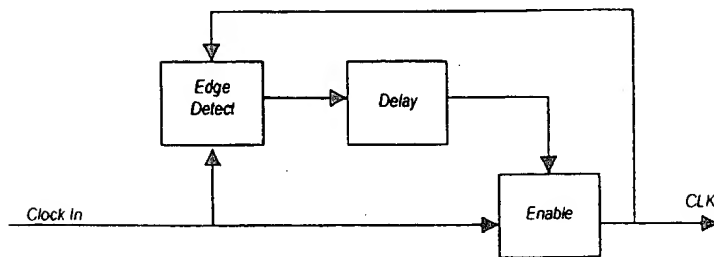 Edge
Detect
Delay
Clock In
Enable
CLK